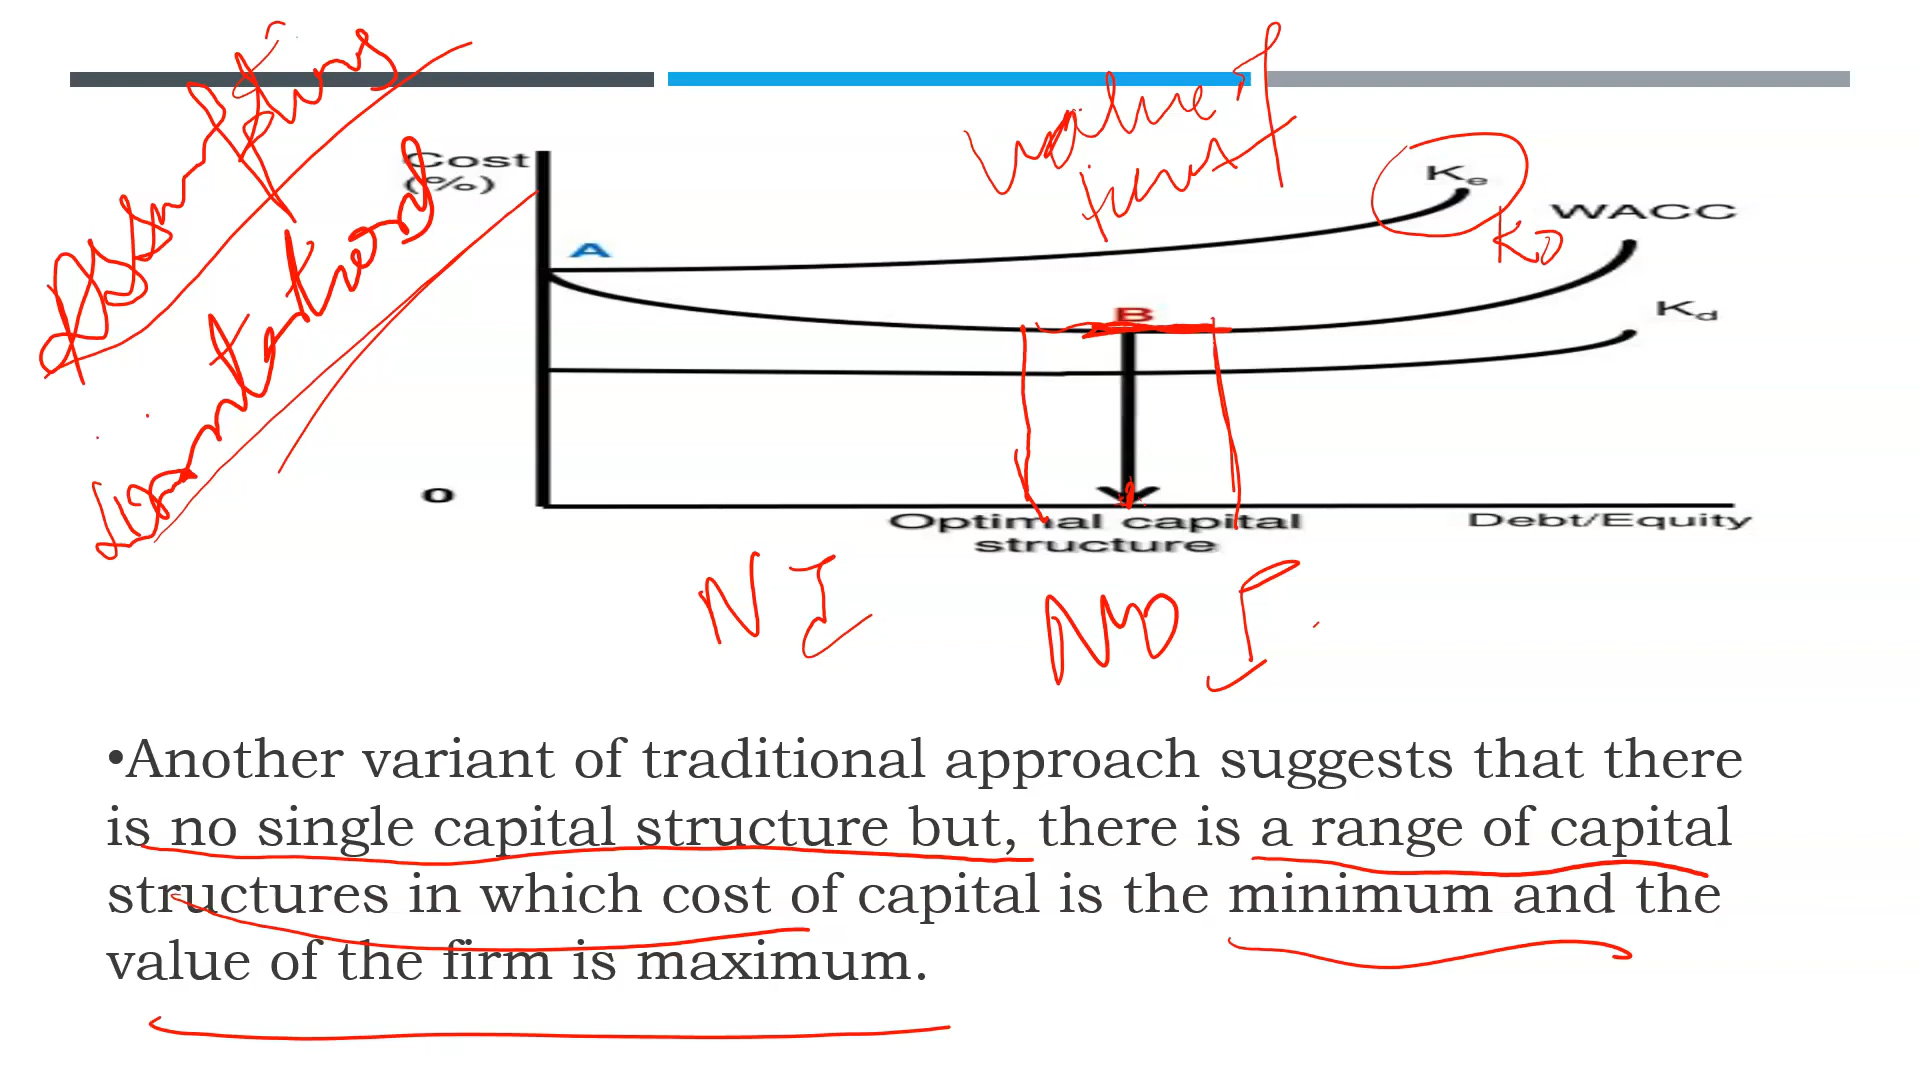 Assumptions
Limitations
Value of
firm
Cost
(%)
Ke
KO
WACC
A
B
Kd
0
Optimal capital
structure
Debt/Equity
NI
NOI
•Another variant of traditional approach suggests that there
is no single capital structure but, there is a range of capital
structures in which cost of capital is the minimum and the
value of the firm is maximum.